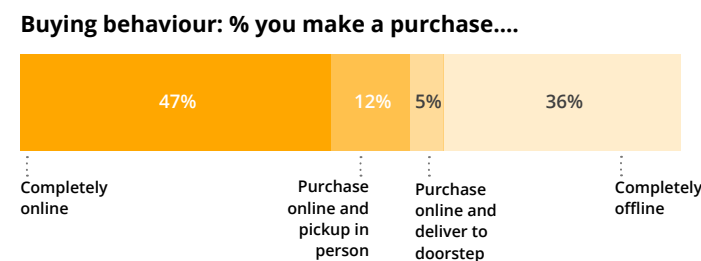 Buying behaviour: % you make a purchase....
47%
12%
5%
36%
Completely
online
Purchase
online and
pickup in
person
Purchase
online and
deliver to
doorstep
Completely
offline